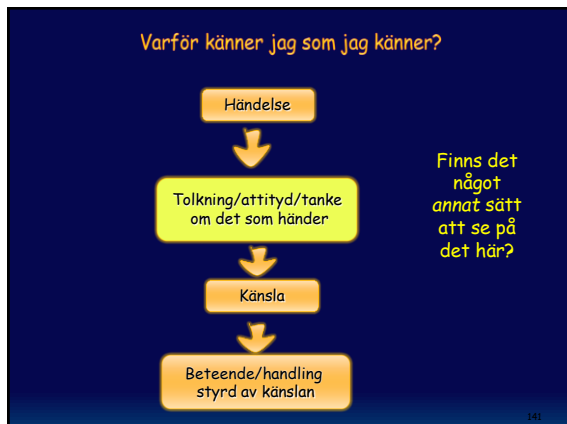 Varför känner jag som jag känner?
Händelse
Tolkning/attityd/tanke
om det som händer
Känsla
Beteende/handling
styrd av känslan
Finns det
något
annat sätt
att se på
det här?
141